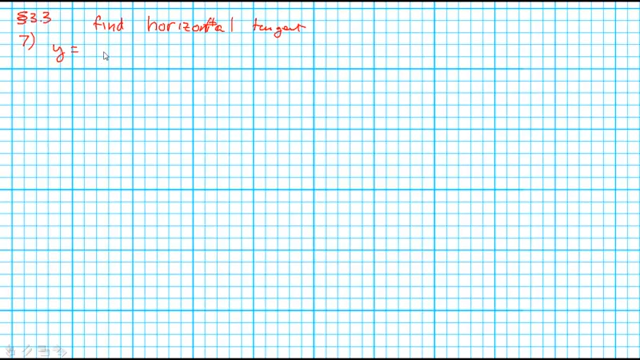 §3.3 find horizontal tangent
7) y =